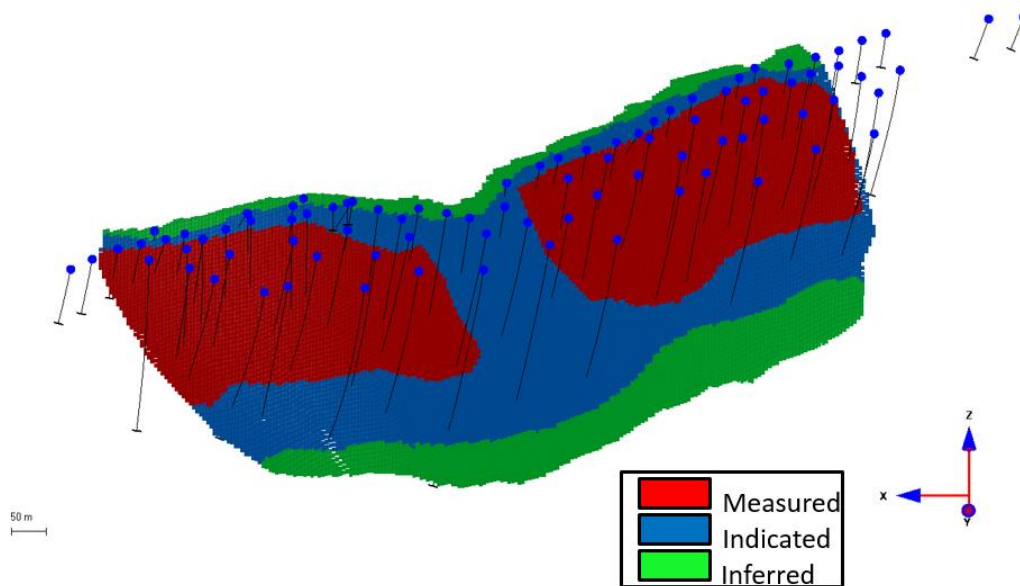 Z
X
Y
50 m
Measured
Indicated
Inferred